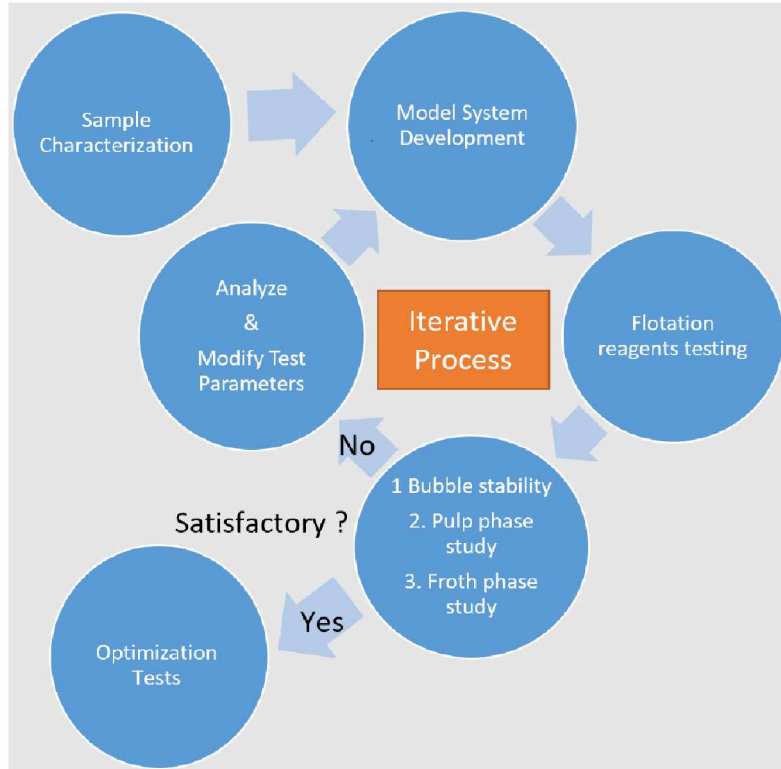 Sample
Characterization
Model System
Development
Flotation
reagents testing
1 Bubble stability
2. Pulp phase
study
3. Froth phase
study
Satisfactory ?
No
Analyze
&
Modify Test
Parameters
Iterative
Process
Yes
Optimization
Tests